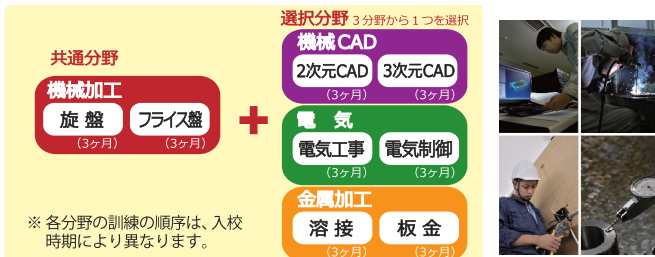 共通分野
機械加工
旋 盤
(3ヶ月)
フライス盤
(3ヶ月)
+
選択分野 3分野から1つを選択
機械CAD
2次元CAD
(3ヶ月)
3次元CAD
(3ヶ月)
電 気
電気工事
(3ヶ月)
電気制御
(3ヶ月)
金属加工
溶 接
(3ヶ月)
板 金
(3ヶ月)
※ 各分野の訓練の順序は、入校
時期により異なります。